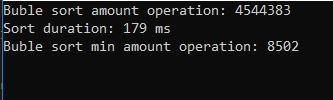 Buble sort amount operation: 4544383
Sort duration: 179 ms
Buble sort min amount operation: 8502